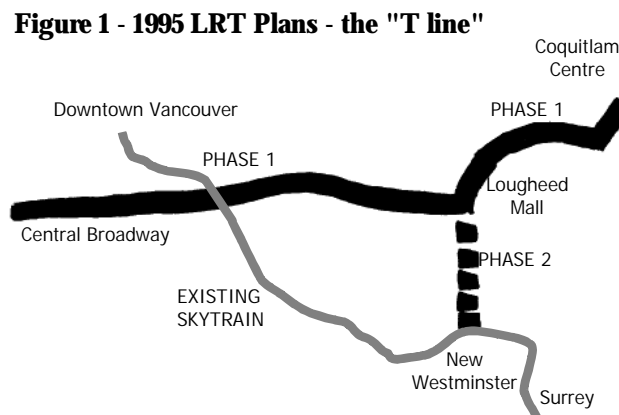 Figure 1 - 1995 LRT Plans - the "T line"
Coquitlam
Centre
Downtown Vancouver
PHASE 1
PHASE 1
Lougheed
Mall
Central Broadway
PHASE 2
EXISTING
SKYTRAIN
New
Westminster
Surrey